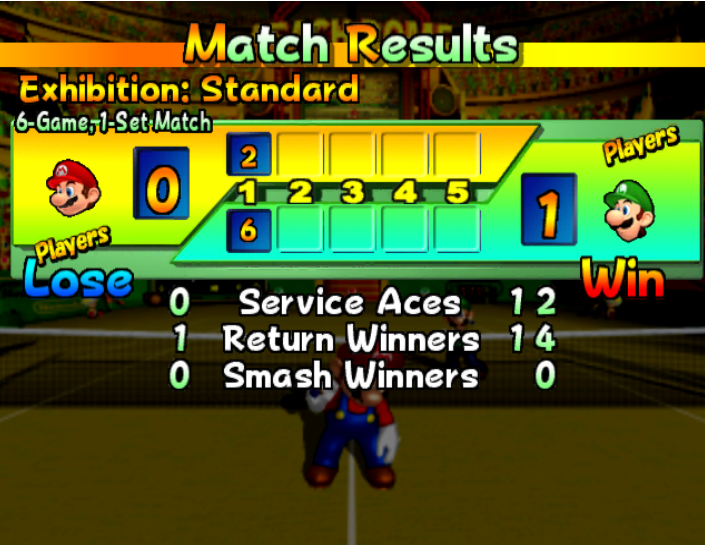 Match Results
Exhibition: Standard
6-Game, 1-Set Match
Players
0
2
1 2 3 4 5
6
1
Players
Lose
Win
0 Service Aces 12
1 Return Winners 14
0 Smash Winners 0